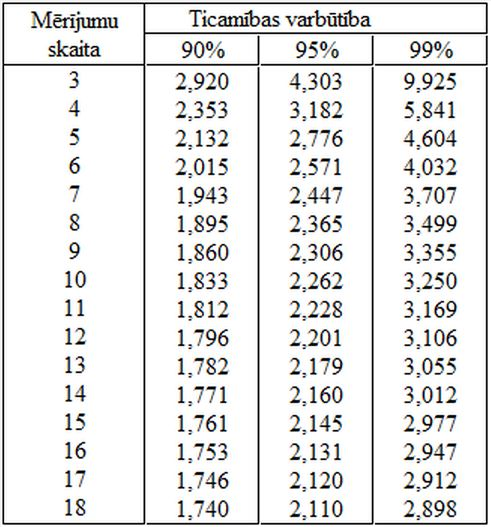 Mērījumu skaita Ticamības varbūtība
90% 95% 99%
3 2,920 4,303 9,925
4 2,353 3,182 5,841
5 2,132 2,776 4,604
6 2,015 2,571 4,032
7 1,943 2,447 3,707
8 1,895 2,365 3,499
9 1,860 2,306 3,355
10 1,833 2,262 3,250
11 1,812 2,228 3,169
12 1,796 2,201 3,106
13 1,782 2,179 3,055
14 1,771 2,160 3,012
15 1,761 2,145 2,977
16 1,753 2,131 2,947
17 1,746 2,120 2,912
18 1,740 2,110 2,898